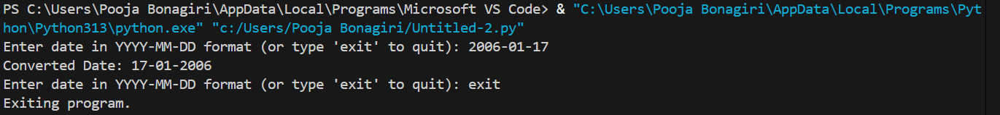 PS C:\Users\Pooja Bonagiri\AppData\Local\Programs\Microsoft VS Code> & "C:\Users\Pooja Bonagiri\AppData\Local\Programs\Pyt
hon\Python313\python.exe" "c:/Users/Pooja Bonagiri/Untitled-2.py"
Enter date in YYYY-MM-DD format (or type 'exit' to quit): 2006-01-17
Converted Date: 17-01-2006
Enter date in YYYY-MM-DD format (or type 'exit' to quit): exit
Exiting program.